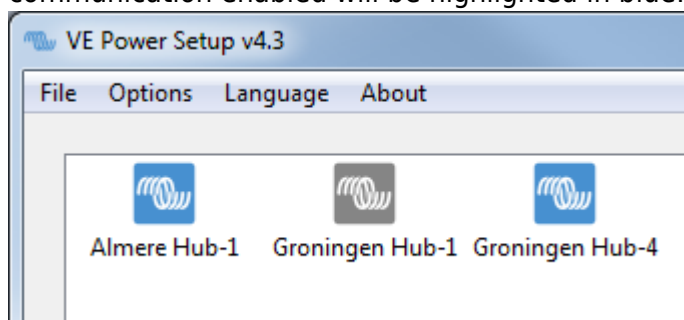 communication enabled will be highlighted in blue.
VE Power Setup v4.3
File Options Language About
Almere Hub-1 Groningen Hub-1 Groningen Hub-4